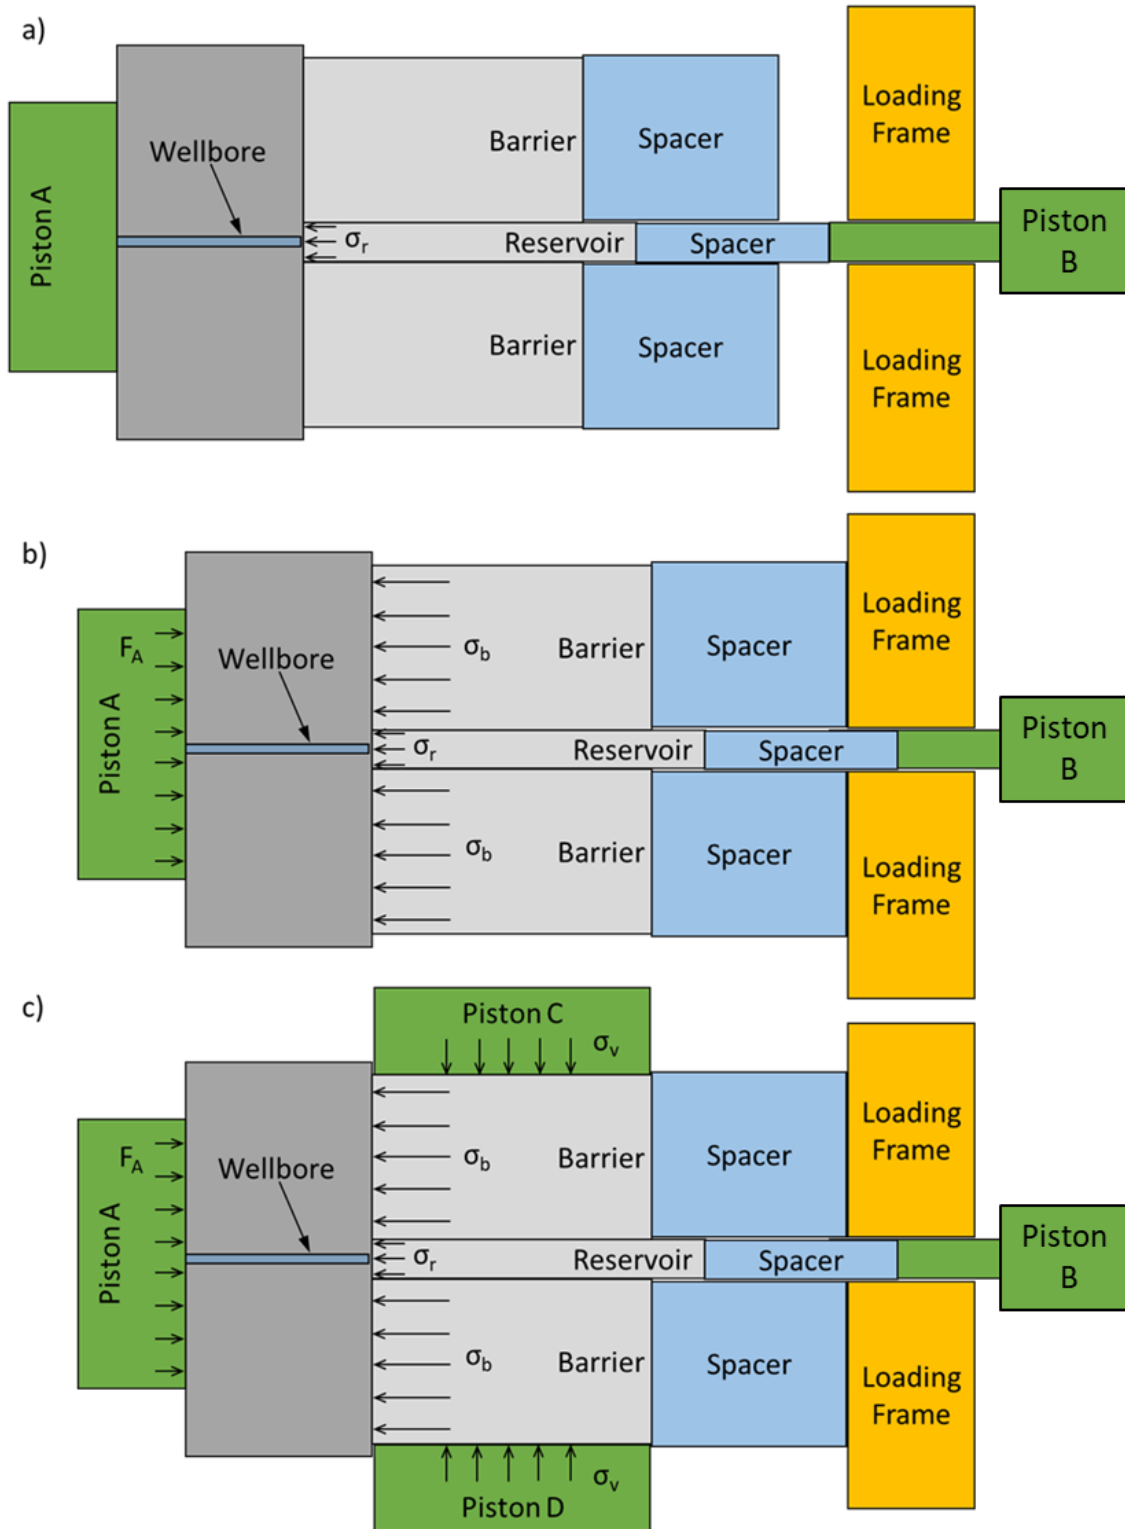 a)
Piston A
Wellbore
σr
Barrier
Spacer
Loading
Frame
Reservoir
Spacer
Piston
B
Barrier
Spacer
Loading
Frame
b)
Piston A
FA
Wellbore
σb
Barrier
Spacer
Loading
Frame
σr
Reservoir
Spacer
Piston
B
σb
Barrier
Spacer
Loading
Frame
c)
Piston C
σv
Piston A
FA
Wellbore
σb
Barrier
Spacer
Loading
Frame
σr
Reservoir
Spacer
Piston
B
σb
Barrier
Spacer
Loading
Frame
σv
Piston D